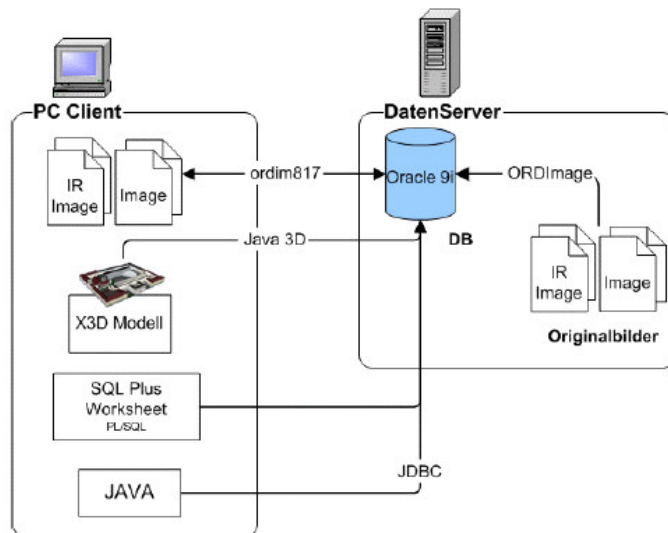 PC Client
DatenServer
IR
Image
Image
ordim817
Oracle 9i
ORDImage
DB
Java 3D
X3D Modell
IR
Image
Image
Originalbilder
SQL Plus
Worksheet
PL/SQL
JDBC
JAVA